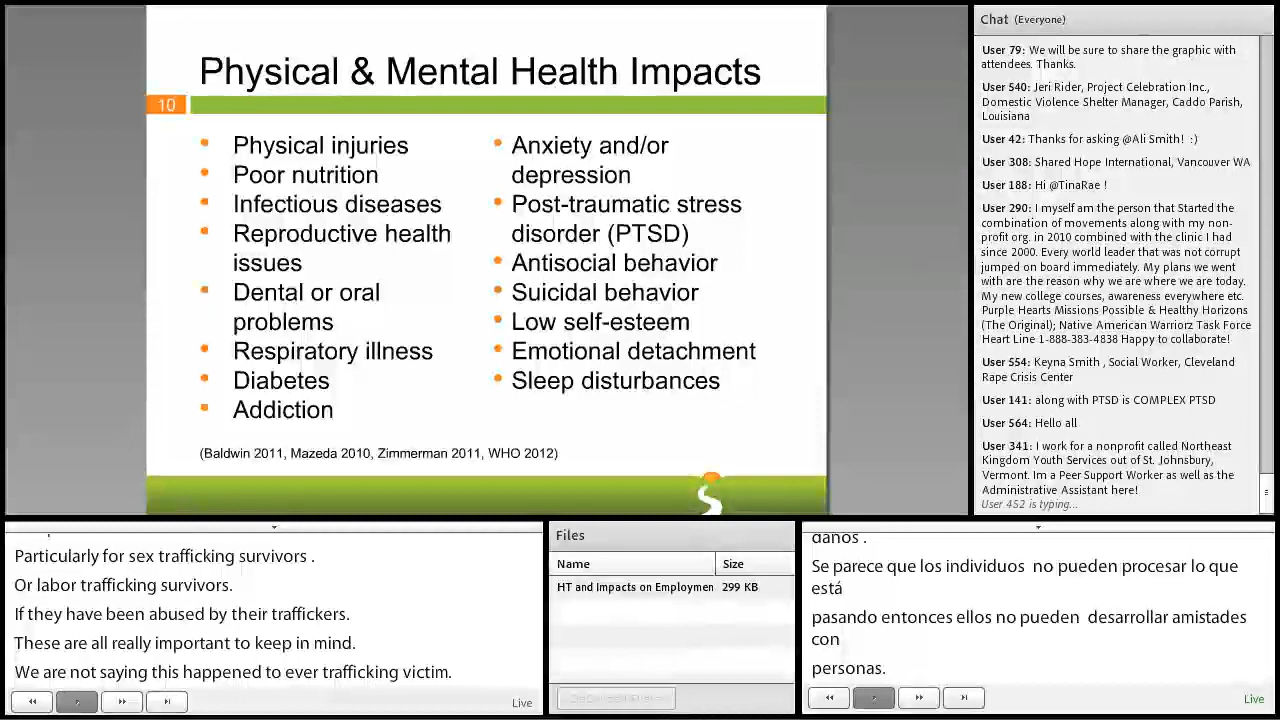 Physical & Mental Health Impacts
10
Physical injuries
Poor nutrition
Infectious diseases
Reproductive health
issues
Dental or oral
problems
Respiratory illness
Diabetes
Addiction
Anxiety and/or
depression
Post-traumatic stress
disorder (PTSD)
Antisocial behavior
Suicidal behavior
Low self-esteem
Emotional detachment
Sleep disturbances
(Baldwin 2011, Mazeda 2010, Zimmerman 2011, WHO 2012)
Chat (Everyone)
User 79: We will be sure to share the graphic with
attendees. Thanks.
User 540: Jeri Rider, Project Celebration Inc.,
Domestic Violence Shelter Manager, Caddo Parish,
Louisiana
User 42: Thanks for asking @Ali Smith! :)
User 308: Shared Hope International, Vancouver WA
User 188: Hi @TinaRae !
User 290: I myself am the person that Started the
combination of movements along with my non-
profit org. in 2010 combined with the clinic I had
since 2000. Every world leader that was not corrupt
jumped on board immediately. My plans we went
with are the reason why we are where we are today.
My new college courses, awareness everywhere etc.
Purple Hearts Missions Possible & Healthy Horizons
(The Original); Native American Warriorz Task Force
Heart Line 1-888-383-4838 Happy to collaborate!
User 554: Keyna Smith , Social Worker, Cleveland
Rape Crisis Center
User 141: along with PTSD is COMPLEX PTSD
User 564: Hello all
User 341: I work for a nonprofit called Northeast
Kingdom Youth Services out of St. Johnsbury,
Vermont. Im a Peer Support Worker as well as the
Administrative Assistant here!
User 452 is typing...
Particularly for sex trafficking survivors .
Or labor trafficking survivors.
If they have been abused by their traffickers.
These are all really important to keep in mind.
We are not saying this happened to ever trafficking victim.
Live
Files
Name Size
HT and Impacts on Employmen 299 KB
daños .
Se parece que los individuos no pueden procesar lo que
está
pasando entonces ellos no pueden desarrollar amistades
con
personas.
Live